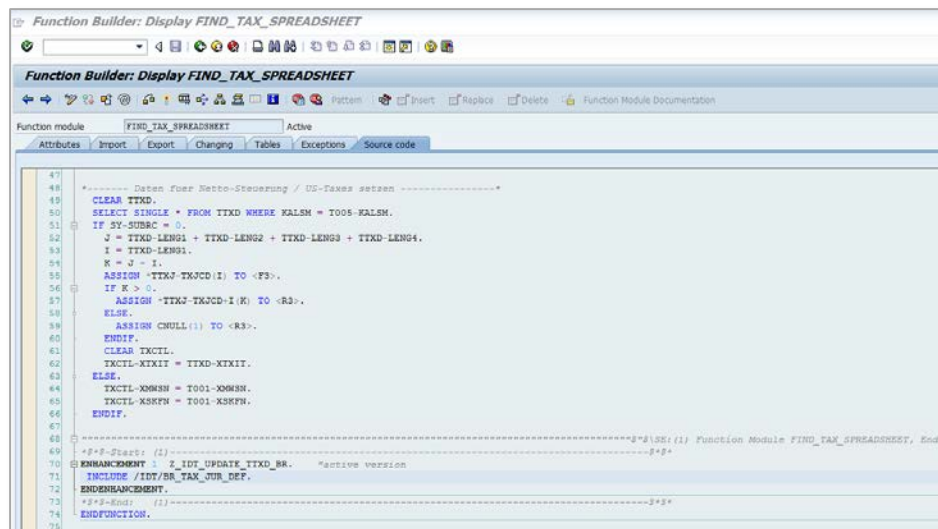 Function Builder: Display FIND_TAX_SPREADSHEET
Function Builder: Display FIND_TAX_SPREADSHEET
Pattern Insert Replace Delete Function Module Documentation
Function module FIND_TAX_SPREADSHEET Active
Attributes Import Export Changing Tables Exceptions Source code
47
48 *------- Daten fuer Netto-Steuerung / US-Taxes setzen ----------------*
49 CLEAR TTXD.
50 SELECT SINGLE * FROM TTXD WHERE KALSM = T005-KALSM.
51 IF SY-SUBRC = 0.
52 J = TTXD-LENG1 + TTXD-LENG2 + TTXD-LENG3 + TTXD-LENG4.
53 I = TTXD-LENG1.
54 K = J - I.
55 ASSIGN *TTXJ-TXJCD(I) TO <F3>.
56 IF K > 0.
57 ASSIGN *TTXJ-TXJCD+I(K) TO <R3>.
58 ELSE.
59 ASSIGN CNULL(1) TO <R3>.
60 ENDIF.
61 CLEAR TXCTL.
62 TXCTL-XTXIT = TTXD-XTXIT.
63 ELSE.
64 TXCTL-XMWSN = T001-XMWSN.
65 TXCTL-XSKFN = T001-XSKFN.
66 ENDIF.
67
68 """"""""""""""""""""""""""""""""""""""""""""""""""""""""""""""""""""""""""""""""""""""""""$"$\SE:(1) Function Module FIND_TAX_SPREADSHEET, End
69 *$*$-Start: (1)---------------------------------------------------------------------------------$*$*
70 ENHANCEMENT 1 Z_IDT_UPDATE_TTXD_BR. "active version
71 INCLUDE /IDT/BR_TAX_JUR_DEF.
72 ENDENHANCEMENT.
73 *$*$-End: (1)---------------------------------------------------------------------------------$*$*
74 ENDFUNCTION.
75